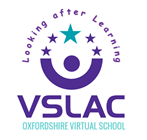 Looking after Learning
VSLAC
OXFORDSHIRE VIRTUAL SCHOOL